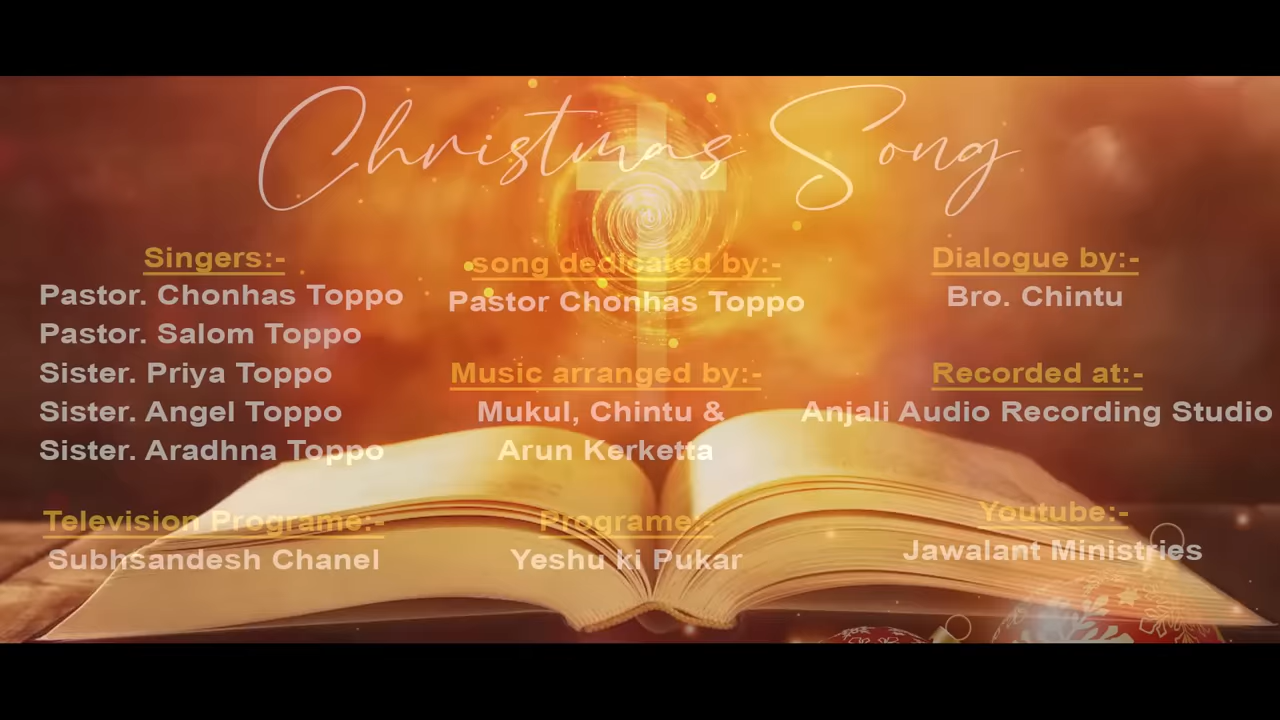 Christmas Song
Singers:-
Pastor. Chonhas Toppo
Pastor. Salom Toppo
Sister. Priya Toppo
Sister. Angel Toppo
Sister. Aradhna Toppo
song dedicated by:-
Pastor Chonhas Toppo
Dialogue by:-
Bro. Chintu
Music arranged by:-
Mukul, Chintu &
Arun Kerketta
Recorded at:-
Anjali Audio Recording Studio
Television Programe:-
Subhsandesh Chanel
Programe:-
Yeshu ki Pukar
Youtube:-
Jawalant Ministries